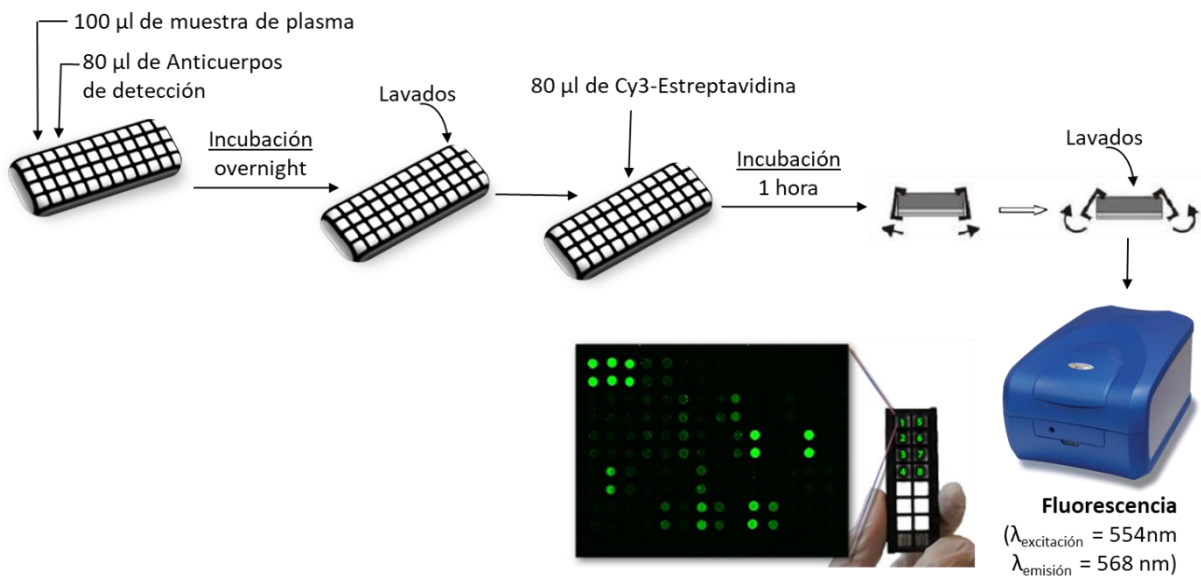 100 µl de muestra de plasma
80 µl de Anticuerpos
de detección
Incubación
overnight
Lavados
80 µl de Cy3-Estreptavidina
Incubación
1 hora
Lavados
1 5
2 6
3 7
4 8
Fluorescencia
(λexcitación = 554nm
λemisión = 568 nm)